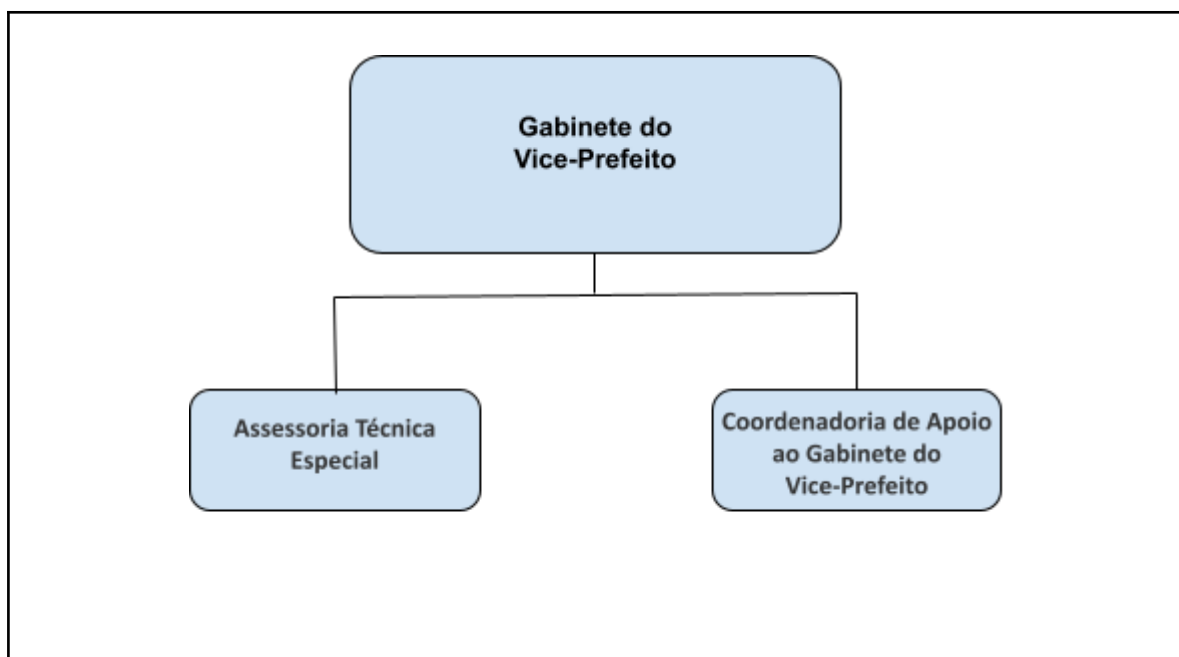 Gabinete do
Vice-Prefeito
Assessoria Técnica
Especial
Coordenadoria de Apoio
ao Gabinete do
Vice-Prefeito